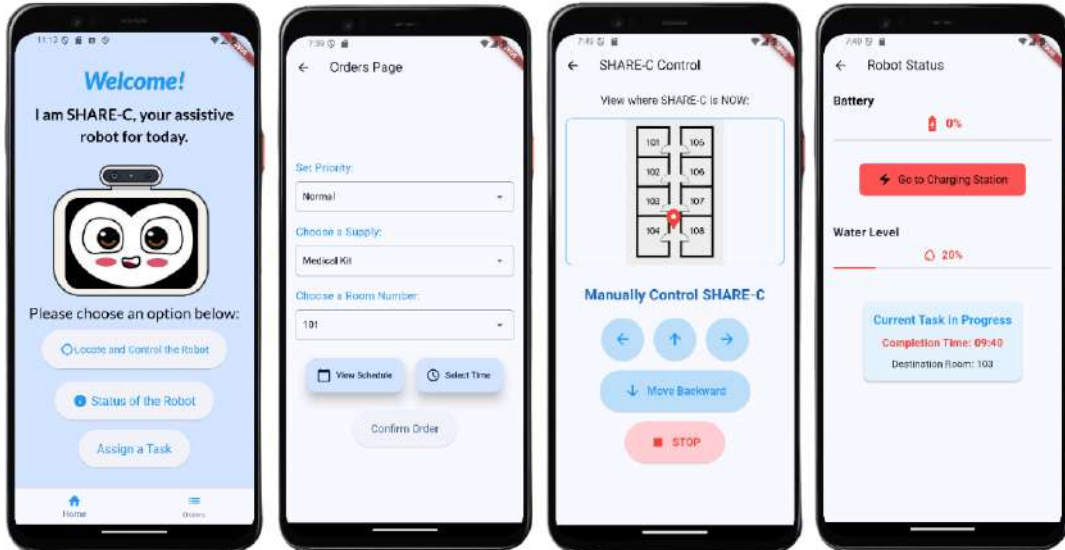 11:12
Welcome!
I am SHARE-C, your assistive
robot for today.
Please choose an option below:
Locate and Control the Robot
Status of the Robot
Assign a Task
Home
Orders
7:39
Orders Page
Set Priority:
Normal
Choose a Supply:
Medical Kit
Choose a Room Number:
101
View Schedule
Select Time
Confirm Order
SHARE-C Control
View where SHARE-C is NOW:
101
102 106
103 107
104 108
Manually Control SHARE-C
Move Backward
STOP
Robot Status
Battery
0%
Go to Charging Station
Water Level
20%
Current Task in Progress
Completion Time: 09:40
Destination Room: 103